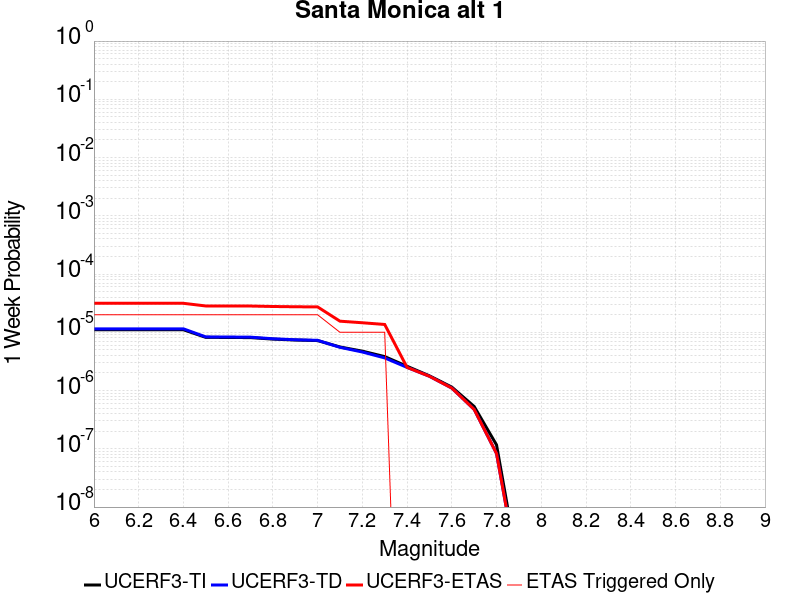 Santa Monica alt 1
10^0
10^-1
10^-2
10^-3
10^-4
10^-5
10^-6
10^-7
10^-8
1 Week Probability
6 6.2 6.4 6.6 6.8 7 7.2 7.4 7.6 7.8 8 8.2 8.4 8.6 8.8 9
Magnitude
UCERF3-TI UCERF3-TD UCERF3-ETAS ETAS Triggered Only